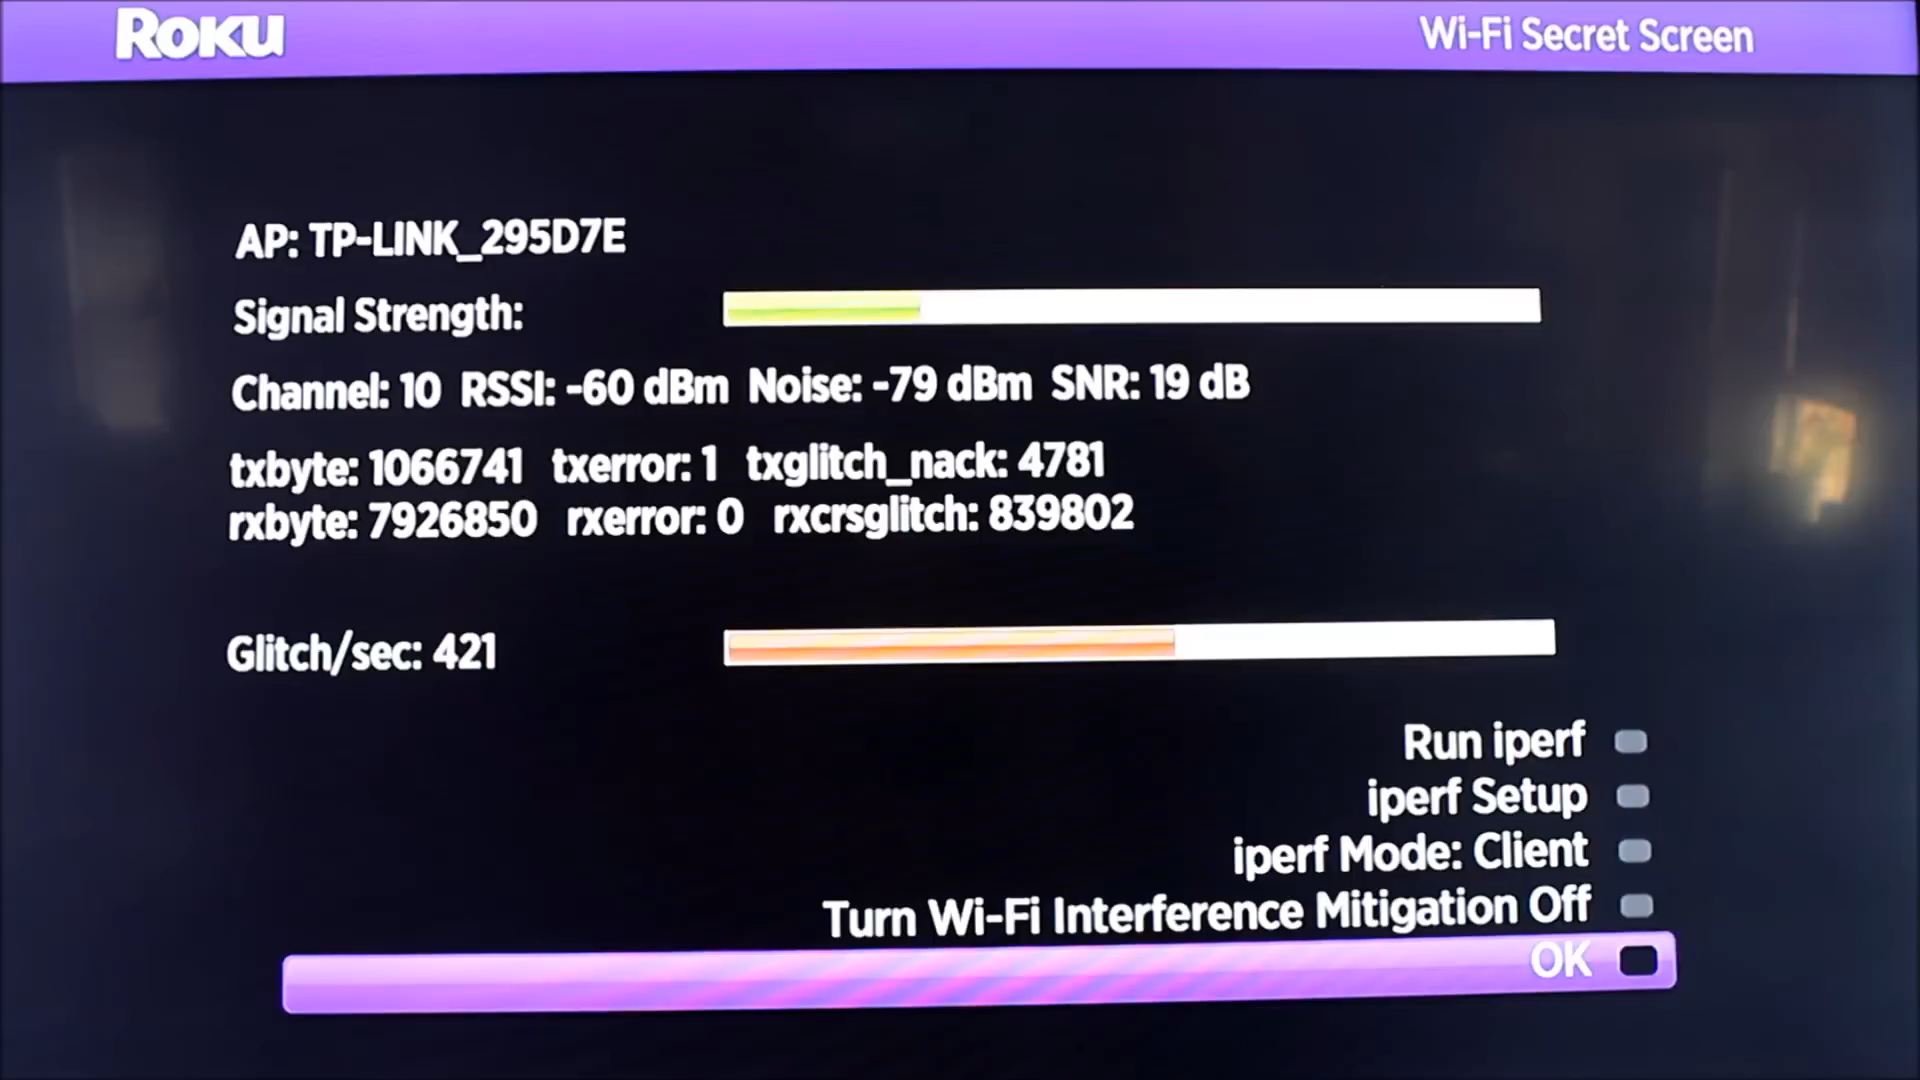 Roku
Wi-Fi Secret Screen
AP: TP-LINK_295D7E
Signal Strength:
Channel: 10 RSSI: -60 dBm Noise: -79 dBm SNR: 19 dB
txbyte: 1066741 txerror: 1 txglitch_nack: 4781
rxbyte: 7926850 rxerror: 0 rxcrsglitch: 839802
Glitch/sec: 421
Run iperf
iperf Setup
iperf Mode: Client
Turn Wi-Fi Interference Mitigation Off
OK